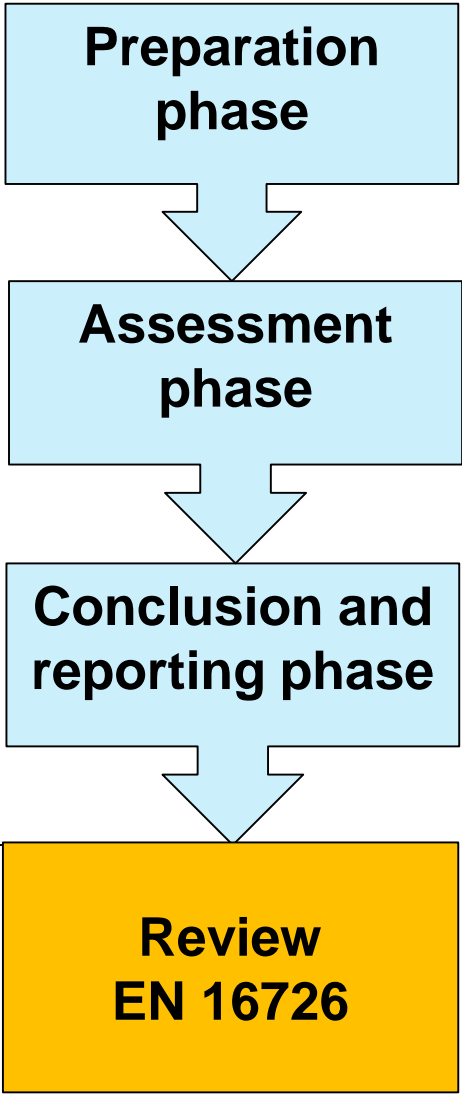 Preparation
phase
Assessment
phase
Conclusion and
reporting phase
Review
EN 16726